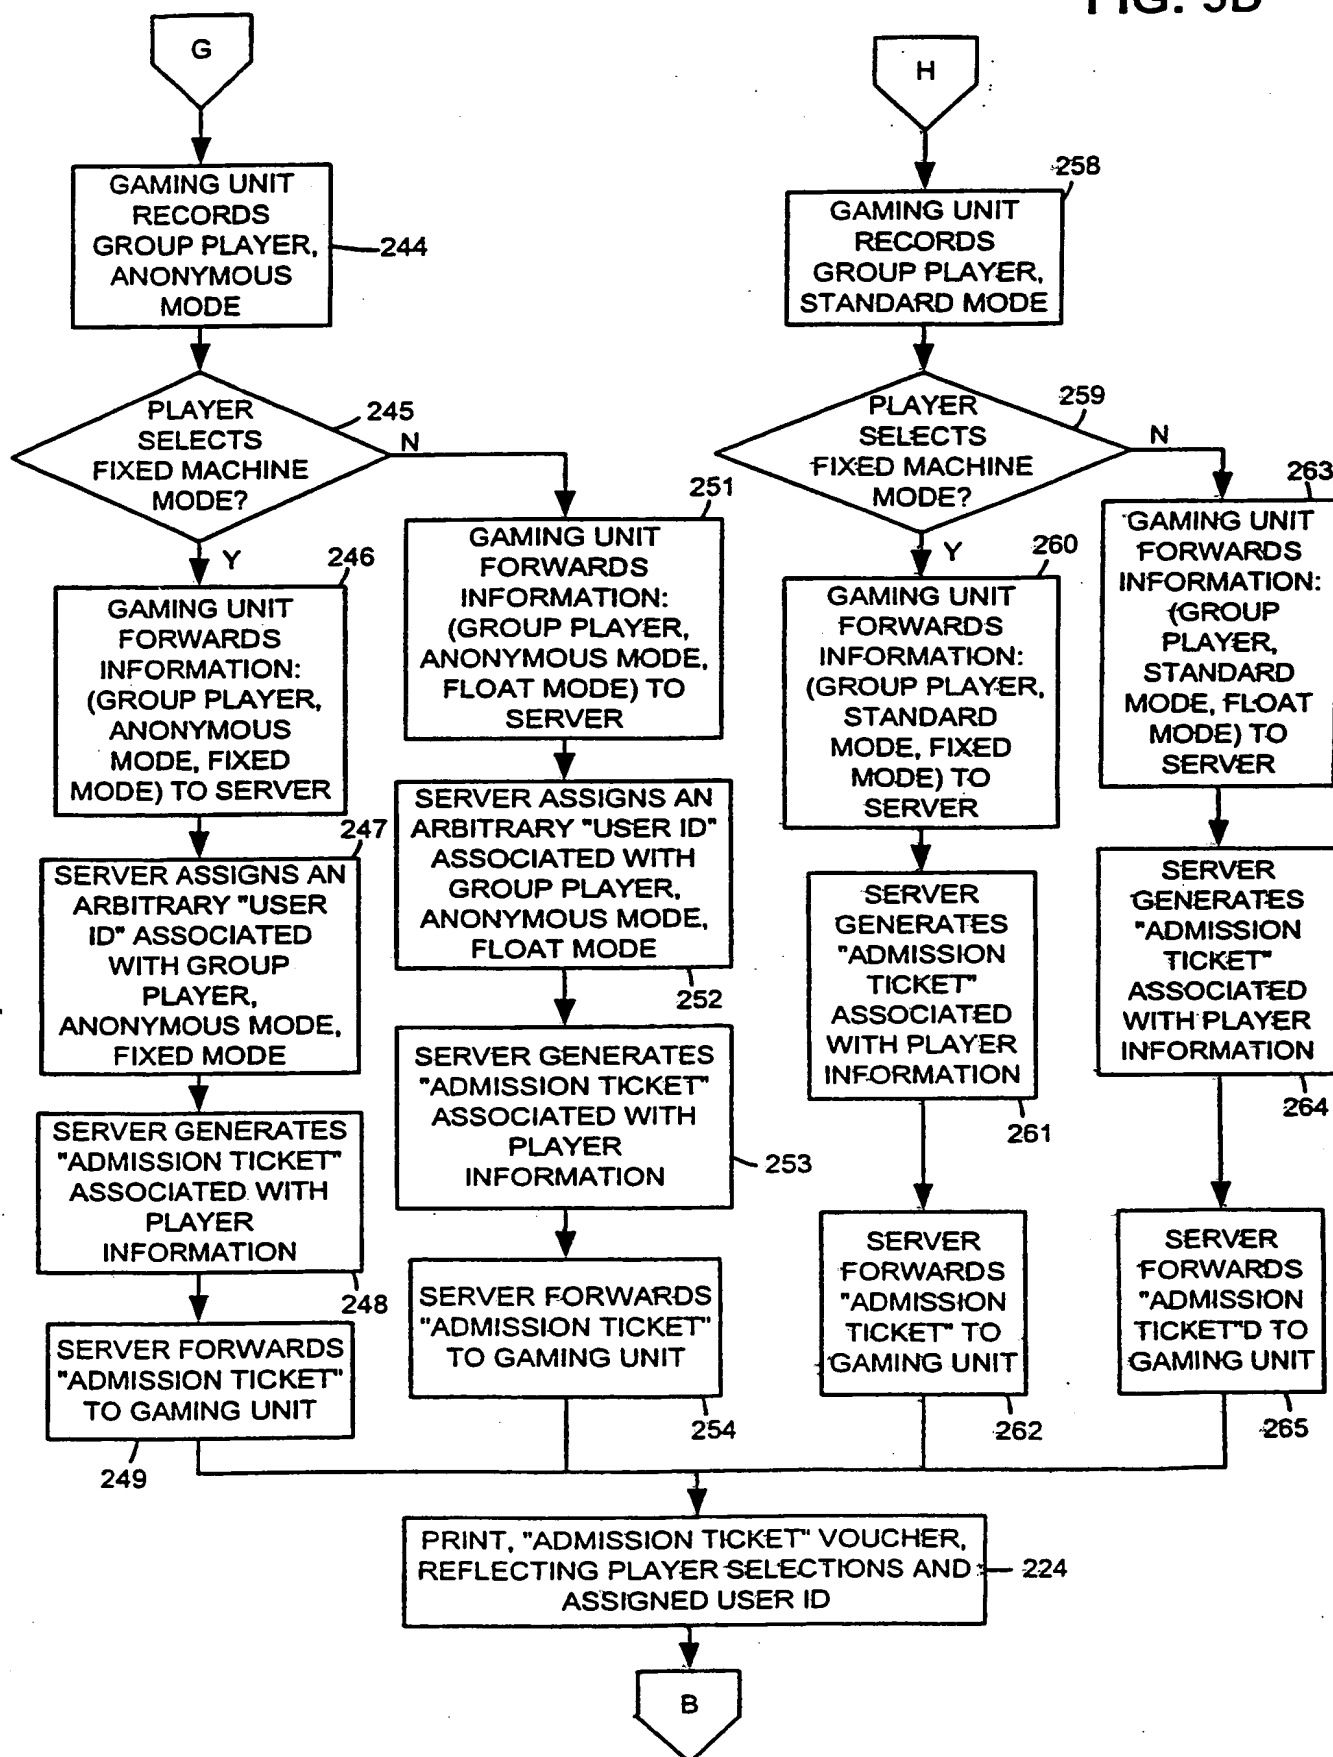 FIG. 5B
G
GAMING UNIT
RECORDS
GROUP PLAYER,
ANONYMOUS
MODE
244
PLAYER
SELECTS
FIXED MACHINE
MODE?
245
N
Y
246
GAMING UNIT
FORWARDS
INFORMATION:
(GROUP PLAYER,
ANONYMOUS
MODE, FIXED
MODE) TO SERVER
247
SERVER ASSIGNS AN
ARBITRARY "USER
ID" ASSOCIATED
WITH GROUP
PLAYER,
ANONYMOUS MODE,
FIXED MODE
SERVER GENERATES
"ADMISSION TICKET"
ASSOCIATED WITH
PLAYER
INFORMATION
248
SERVER FORWARDS
"ADMISSION TICKET"
TO GAMING UNIT
249
251
GAMING UNIT
FORWARDS
INFORMATION:
(GROUP PLAYER,
ANONYMOUS MODE,
FLOAT MODE) TO
SERVER
SERVER ASSIGNS AN
ARBITRARY "USER ID"
ASSOCIATED WITH
GROUP PLAYER,
ANONYMOUS MODE,
FLOAT MODE
252
SERVER GENERATES
"ADMISSION TICKET"
ASSOCIATED WITH
PLAYER
INFORMATION
253
SERVER FORWARDS
"ADMISSION TICKET"
TO GAMING UNIT
254
H
258
GAMING UNIT
RECORDS
GROUP PLAYER,
STANDARD MODE
PLAYER
SELECTS
FIXED MACHINE
MODE?
259
N
Y
260
GAMING UNIT
FORWARDS
INFORMATION:
(GROUP PLAYER,
STANDARD
MODE, FIXED
MODE) TO
SERVER
SERVER
GENERATES
"ADMISSION
TICKET"
ASSOCIATED
WITH PLAYER
INFORMATION
261
SERVER
FORWARDS
"ADMISSION
TICKET" TO
GAMING UNIT
262
263
GAMING UNIT
FORWARDS
INFORMATION:
(GROUP
PLAYER,
STANDARD
MODE, FLOAT
MODE) TO
SERVER
SERVER
GENERATES
"ADMISSION
TICKET"
ASSOCIATED
WITH PLAYER
INFORMATION
264
SERVER
FORWARDS
"ADMISSION
TICKET"D TO
GAMING UNIT
265
PRINT, "ADMISSION TICKET" VOUCHER,
REFLECTING PLAYER SELECTIONS AND
ASSIGNED USER ID
224
B